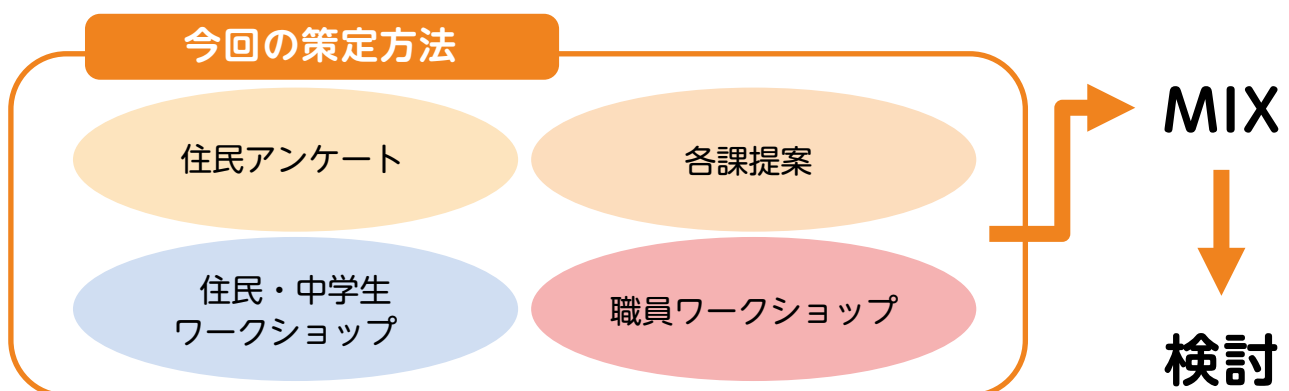 今回の策定方法
住民アンケート
各課提案
住民・中学生
ワークショップ
職員ワークショップ
MIX
検討